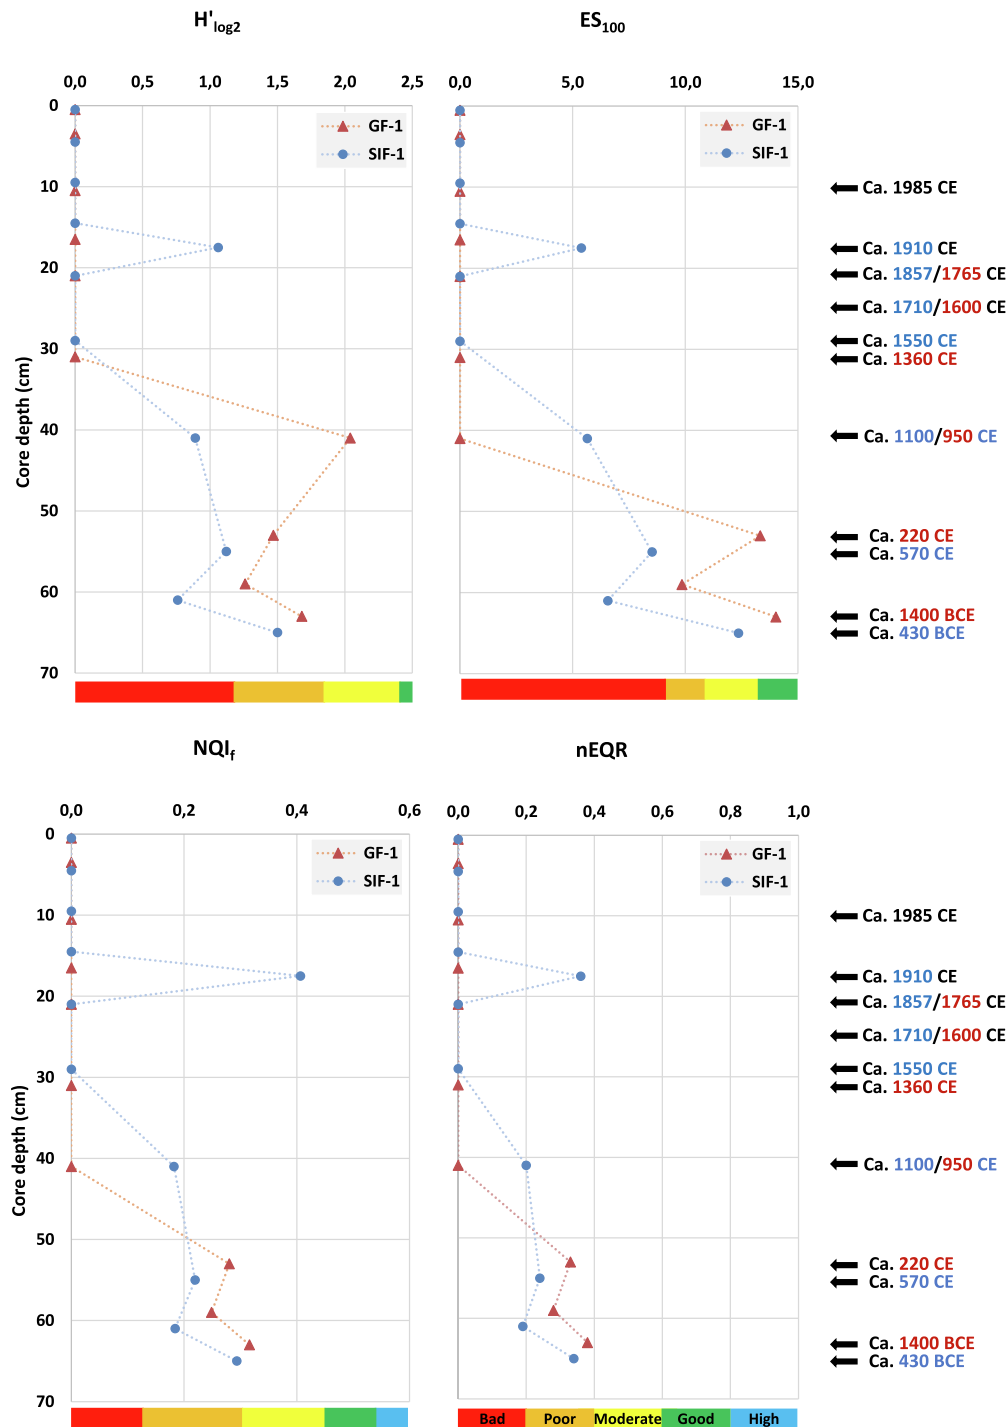 H'log2
ES100
0,0 0,5 1,0 1,5 2,0 2,5
0,0 5,0 10,0 15,0
0
10
20
30
40
50
60
70
Core depth (cm)
GF-1
SIF-1
GF-1
SIF-1
Ca. 1985 CE
Ca. 1910 CE
Ca. 1857/1765 CE
Ca. 1710/1600 CE
Ca. 1550 CE
Ca. 1360 CE
Ca. 1100/950 CE
Ca. 220 CE
Ca. 570 CE
Ca. 1400 BCE
Ca. 430 BCE
NQIf
nEQR
0,0 0,2 0,4 0,6
0,0 0,2 0,4 0,6 0,8 1,0
0
10
20
30
40
50
60
70
Core depth (cm)
GF-1
SIF-1
GF-1
SIF-1
Ca. 1985 CE
Ca. 1910 CE
Ca. 1857/1765 CE
Ca. 1710/1600 CE
Ca. 1550 CE
Ca. 1360 CE
Ca. 1100/950 CE
Ca. 220 CE
Ca. 570 CE
Ca. 1400 BCE
Ca. 430 BCE
Bad Poor Moderate Good High